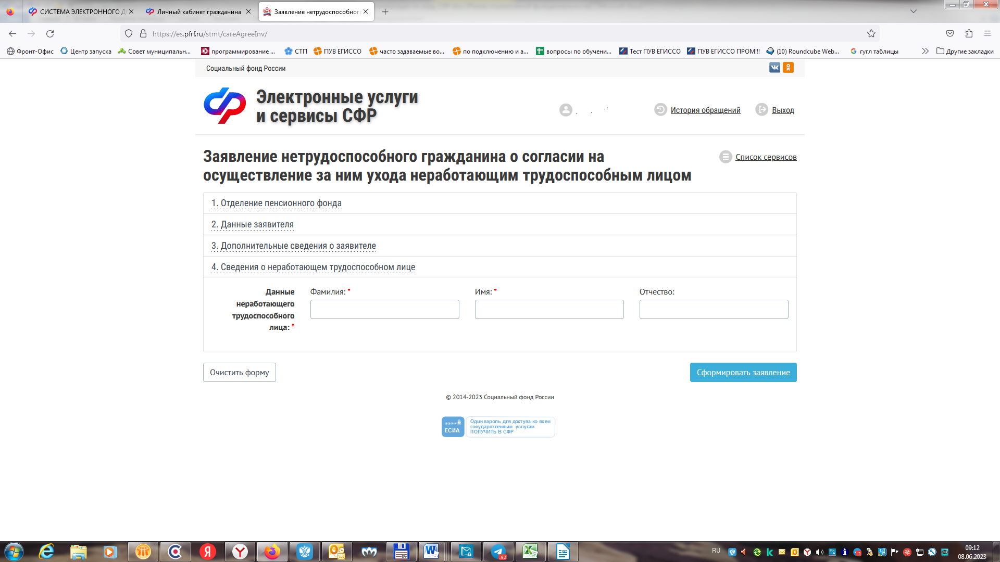 СИСТЕМА ЭЛЕКТРОННОГО Д
Личный кабинет гражданина
Заявление нетрудоспособног
https://es.pfrf.ru/stmt/careAgreeInv/
Фронт-Офис
Центр запуска
Совет муниципальн...
программирование ...
СТП
ПУВ ЕГИССО
часто задаваемые во...
по подключению и а...
вопросы по обучени...
Тест ПУВ ЕГИССО
ПУВ ЕГИССО ПРОМ!!!
(10) Roundcube Web...
гугл таблицы
Другие закладки
Социальный фонд России
Электронные услуги
и сервисы СФР
История обращений
Выход
Заявление нетрудоспособного гражданина о согласии на
осуществление за ним ухода неработающим трудоспособным лицом
Список сервисов
1. Отделение пенсионного фонда
2. Данные заявителя
3. Дополнительные сведения о заявителе
4. Сведения о неработающем трудоспособном лице
Данные
неработающего
трудоспособного
лица: *
Фамилия: *
Имя: *
Отчество:
Очистить форму
Сформировать заявление
© 2014-2023 Социальный фонд России
****
ЕСИА
Один пароль для доступа ко всем
государственным услугам
ПОЛУЧИТЬ В СФР
92
64
RU
09:12
08.06.2023